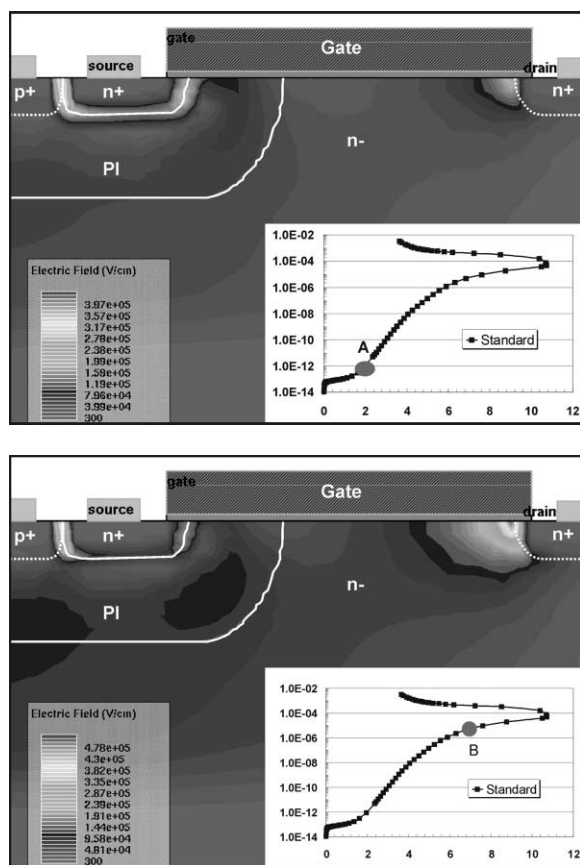 gate
Gate
source
drain
p+
n+
n+
n-
PI
Electric Field (V/cm)
3.97e+05
3.57e+05
3.17e+05
2.78e+05
2.38e+05
1.99e+05
1.59e+05
1.19e+05
7.96e+04
3.99e+04
300
1.0E-02
1.0E-04
1.0E-06
1.0E-08
1.0E-10
1.0E-12
1.0E-14
A
Standard
0 2 4 6 8 10 12
gate
Gate
source
drain
p+
n+
n+
n-
PI
Electric Field (V/cm)
4.78e+05
4.3e+05
3.82e+05
3.35e+05
2.87e+05
2.39e+05
1.91e+05
1.44e+05
9.58e+04
4.81e+04
300
1.0E-02
1.0E-04
1.0E-06
1.0E-08
1.0E-10
1.0E-12
1.0E-14
B
Standard
0 2 4 6 8 10 12